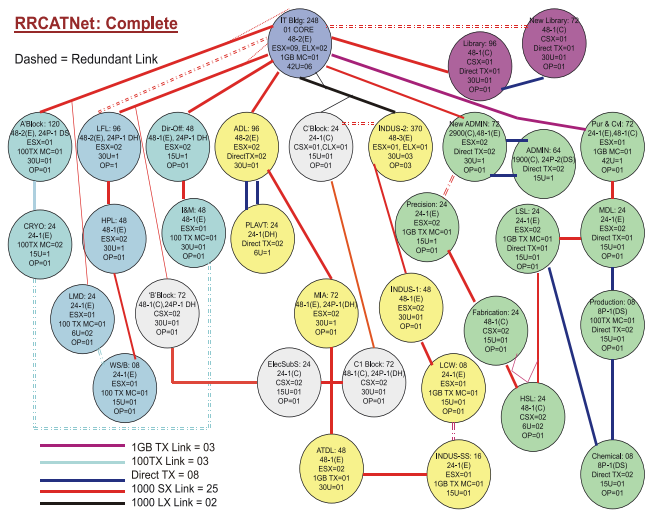 RRCATNet: Complete
Dashed = Redundant Link
IT Bldg: 248
01 CORE
48-2(E)
ESX=09, ELX=02
1GB MC=01
42U=06
Library: 96
48-1(C)
CSX=01
Direct TX=01
30U=01
OP=01
New Library: 72
48-1(C)
CSX=01
Direct TX=01
30U=01
OP=01
A'Block: 120
48-2(E), 24P-1 DS
ESX=01
100TX MC=01
30U=01
OP=01
LFL: 96
48-2(E), 24P-1 DH
ESX=02
30U=1
OP=01
Dir-Off: 48
48-1(E), 24P-1 DH
ESX=02
15U=1
OP=01
ADL: 96
48-2(E)
ESX=02
DirectTX=02
30U=01
C'Block: 24
24-1(C)
CSX=01,CLX=01
15U=01
OP=01
INDUS-2: 370
48-3(E)
ESX=01, ELX=01
30U=03
OP=03
New ADMIN: 72
2900(C),48-1(E)
ESX=02
Direct TX=02
30U=1
OP=01
ADMIN: 64
1900(C), 24P-2(DS)
Direct TX=02
15U=1
Pur & Cvl: 72
24-1(E),48-1(C)
ESX=01
1GB MC=01
42U=1
OP=01
CRYO: 24
24-1(E)
100TX MC=02
15U=01
OP=01
HPL: 48
48-1(E)
ESX=02
30U=1
OP=01
I&M: 48
48-1(E)
ESX=01
100 TX MC=01
30U=01
OP=01
PLAVT: 24
24-1(DH)
Direct TX=02
6U=1
Precision: 24
24-1(E)
ESX=02
1GB TX MC=01
15U=1
OP=01
LSL: 24
24-1(E)
ESX=02
1GB TX MC=01
Direct TX=01
15U=01
OP=01
MDL: 24
24-1(E)
ESX=02
Direct TX=01
15U=01
OP=01
LMD: 24
24-1(E)
ESX=01
100 TX MC=01
6U=02
OP=01
'B'Block: 72
48-1(C),24P-1 DH
CSX=02
30U=01
OP=01
MIA: 72
48-1(E), 24P-1(DH)
ESX=02
30U=1
OP=01
INDUS-1: 48
48-1(E)
ESX=02
30U=01
OP=01
Fabrication: 24
48-1(C)
CSX=02
15U=01
OP=01
Production: 08
8P-1(DS)
100TX MC=01
Direct TX=02
15U=01
OP=01
WS/B: 08
24-1(E)
ESX=01
100 TX MC=01
15U=01
OP=01
ElecSubS: 24
24-1(C)
CSX=02
15U=01
OP=01
C1 Block: 72
48-1(C), 24P-1(DH)
CSX=02
30U=01
OP=01
LCW: 08
24-1(E)
ESX=01
1GB TX MC=01
15U=01
OP=01
HSL: 24
48-1(C)
CSX=02
6U=02
OP=01
ATDL: 48
48-1(E)
ESX=02
1GB TX MC=01
30U=01
INDUS-SS: 16
24-1(E)
ESX=01
1GB TX MC=01
15U=01
Chemical: 08
8P-1(DS)
Direct TX=02
15U=01
OP=01
1GB TX Link = 03
100TX Link = 03
Direct TX = 08
1000 SX Link = 25
1000 LX Link = 02